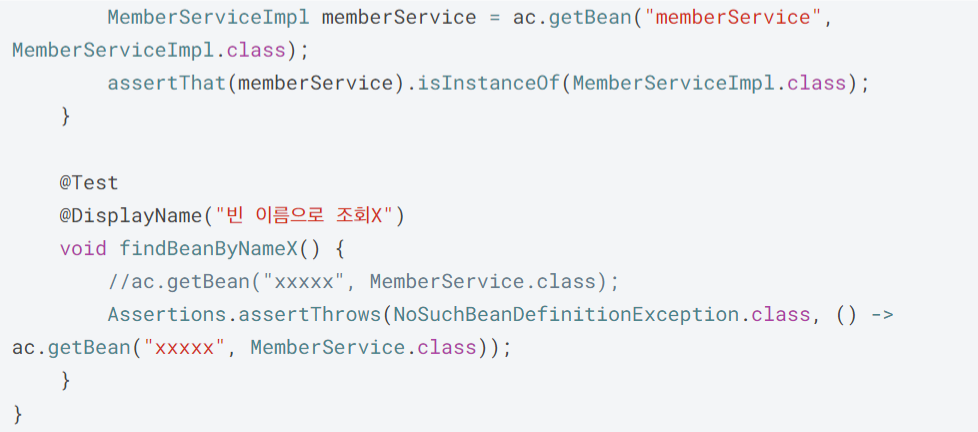 MemberServiceImpl memberService = ac.getBean("memberService",
MemberServiceImpl.class);
        assertThat(memberService).isInstanceOf(MemberServiceImpl.class);
    }

    @Test
    @DisplayName("빈 이름으로 조회X")
    void findBeanByNameX() {
        //ac.getBean("xxxxx", MemberService.class);
        Assertions.assertThrows(NoSuchBeanDefinitionException.class, () ->
ac.getBean("xxxxx", MemberService.class));
    }
}